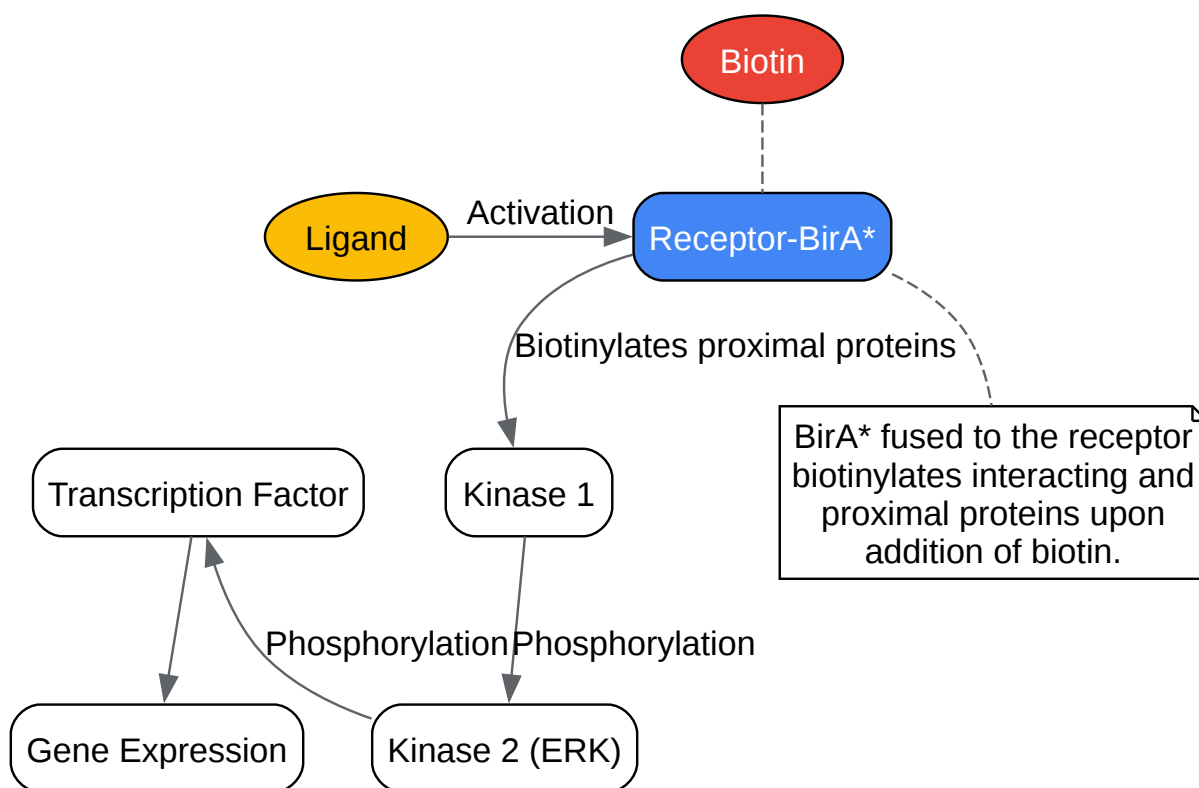 Biotin
Activation
Ligand
Receptor-BirA*
Biotinylates proximal proteins
BirA* fused to the receptor
biotinylates interacting and
proximal proteins upon
addition of biotin.
Transcription Factor
Kinase 1
Phosphorylation
Phosphorylation
Gene Expression
Kinase 2 (ERK)